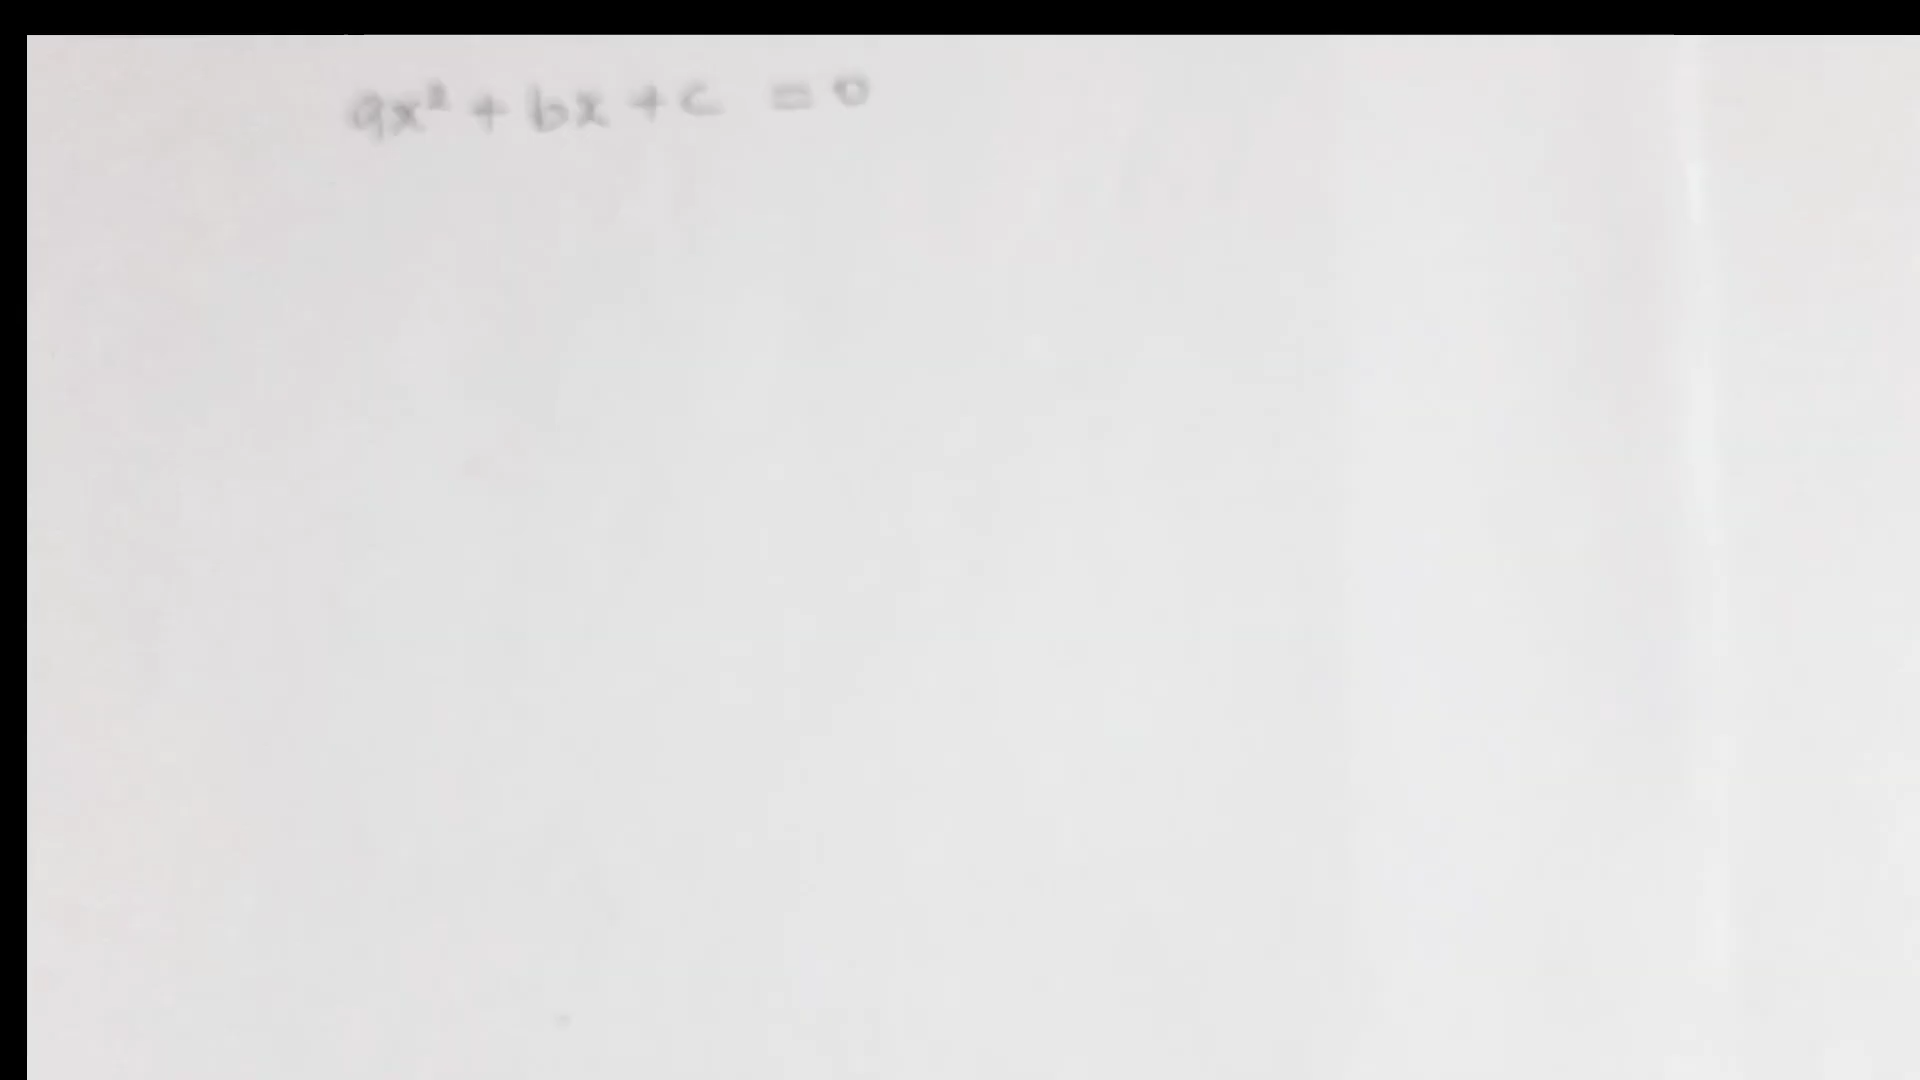 ax² + bx + c = 0